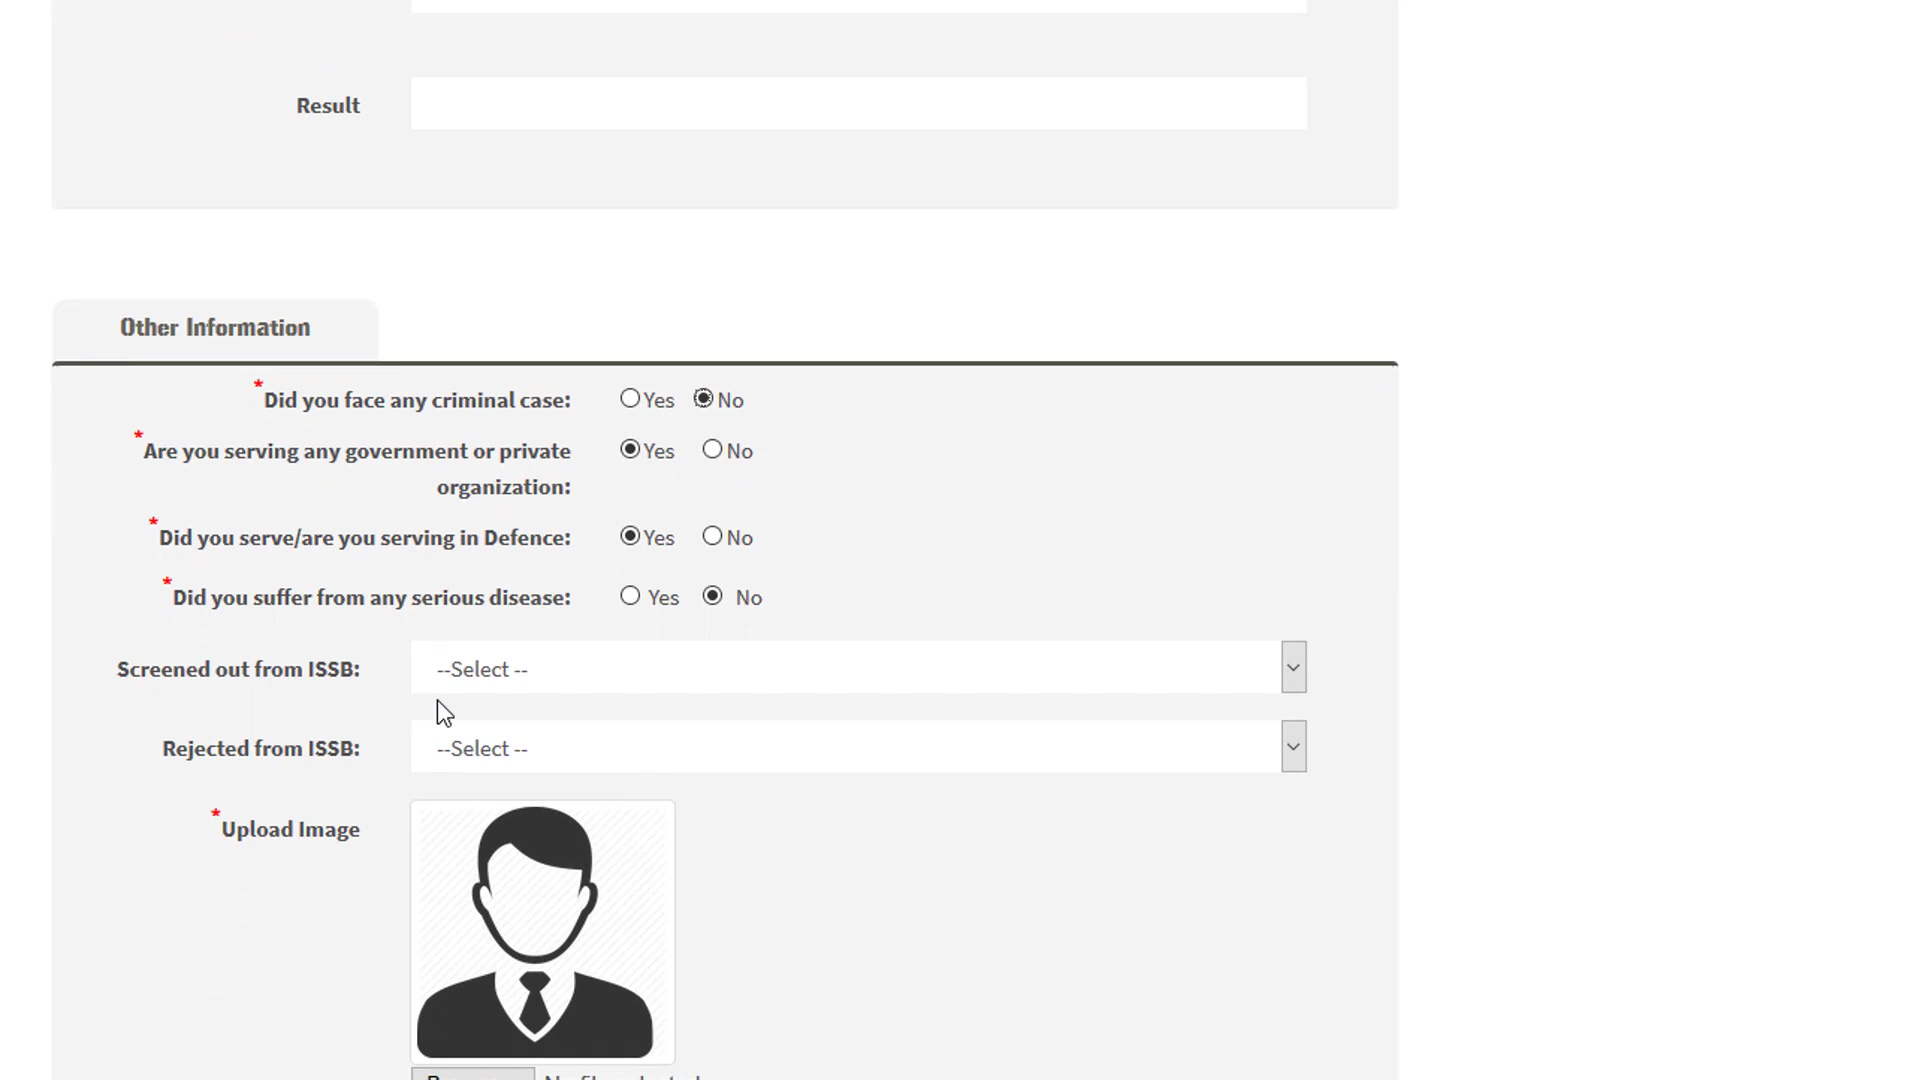 Result
Other Information
*Did you face any criminal case: Yes No
*Are you serving any government or private
organization: Yes No
*Did you serve/are you serving in Defence: Yes No
*Did you suffer from any serious disease: Yes No
Screened out from ISSB: --Select --
Rejected from ISSB: --Select --
*Upload Image